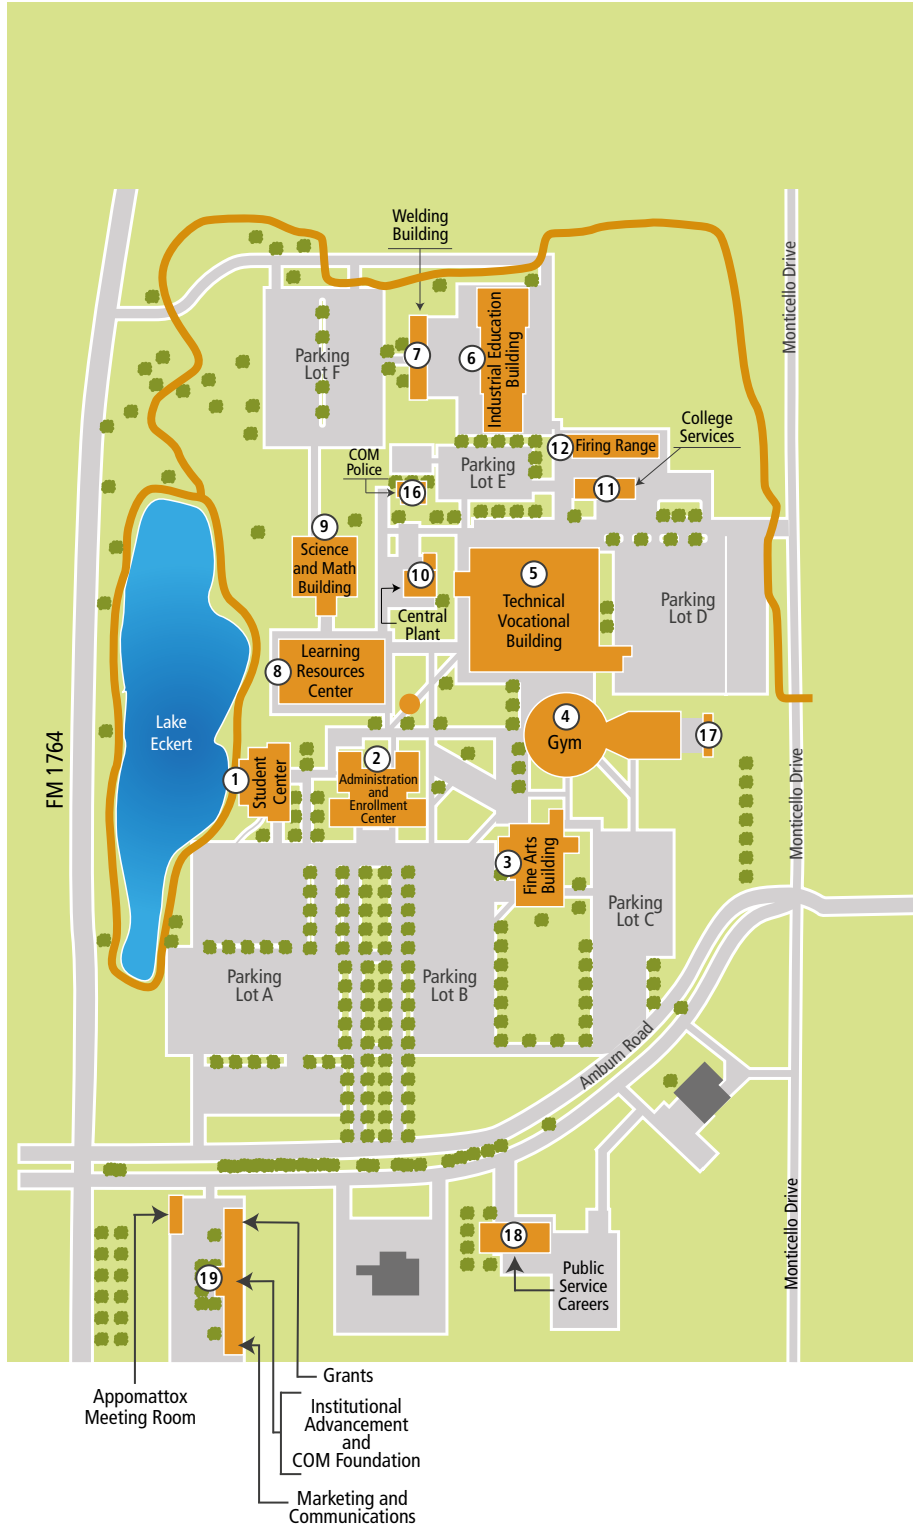 Welding
Building
Monticello Drive
7
6
Industrial Education
Building
Parking
Lot F
College
Services
12
Firing Range
COM
Police
Parking
Lot E
16
11
9
Science
and Math
Building
10
5
Technical
Vocational
Building
Parking
Lot D
Central
Plant
8
Learning
Resources
Center
4
Gym
17
Lake
Eckert
FM 1764
1
Student
Center
2
Administration
and
Enrollment
Center
Monticello Drive
3
Fine Arts
Building
Parking
Lot C
Parking
Lot A
Parking
Lot B
Amburn Road
Monticello Drive
18
Public
Service
Careers
19
Grants
Appomattox
Meeting Room
Institutional
Advancement
and
COM Foundation
Marketing and
Communications